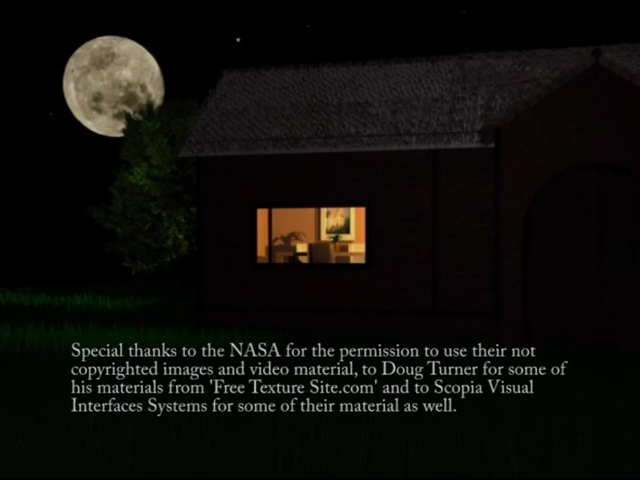 Special thanks to the NASA for the permission to use their not
copyrighted images and video material, to Doug Turner for some of
his materials from 'Free Texture Site.com' and to Scopia Visual
Interfaces Systems for some of their material as well.